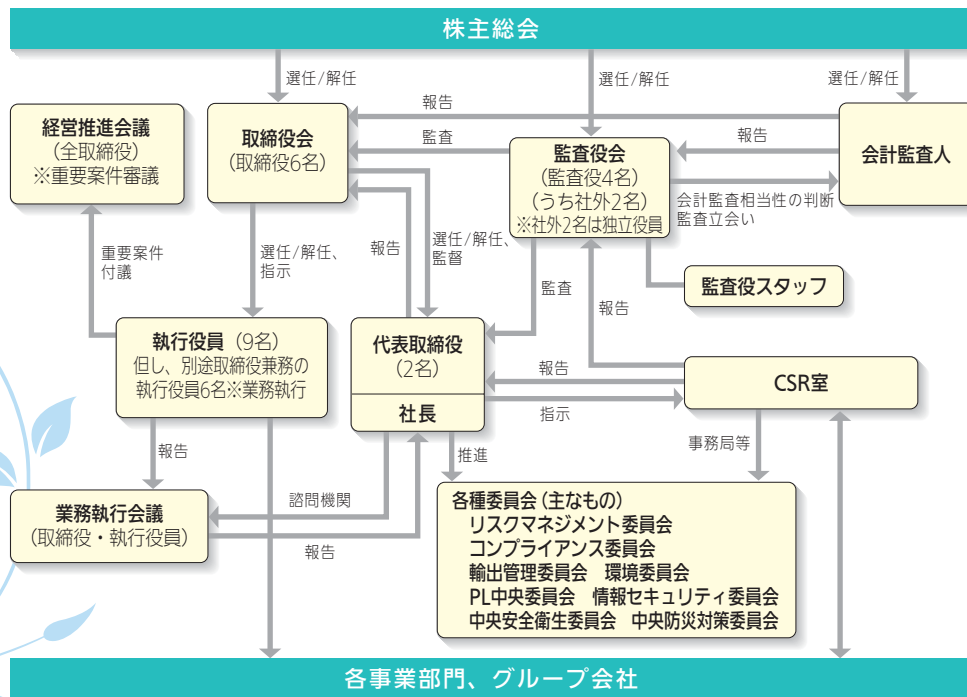 株主総会
選任/解任
選任/解任
選任/解任
経営推進会議
(全取締役)
※重要案件審議
取締役会
(取締役6名)
報告
監査
監査役会
(監査役4名)
(うち社外2名)
※社外2名は独立役員
報告
会計監査人
会計監査相当性の判断
監査立会い
重要案件
付議
選任/解任、
指示
報告
選任/解任、
監督
監査
報告
監査役スタッフ
執行役員(9名)
但し、別途取締役兼務の
執行役員6名※業務執行
代表取締役
(2名)
社長
報告
指示
CSR室
報告
推進
事務局等
業務執行会議
(取締役・執行役員)
諮問機関
報告
各種委員会(主なもの)
リスクマネジメント委員会
コンプライアンス委員会
輸出管理委員会 環境委員会
PL中央委員会 情報セキュリティ委員会
中央安全衛生委員会 中央防災対策委員会
各事業部門、グループ会社